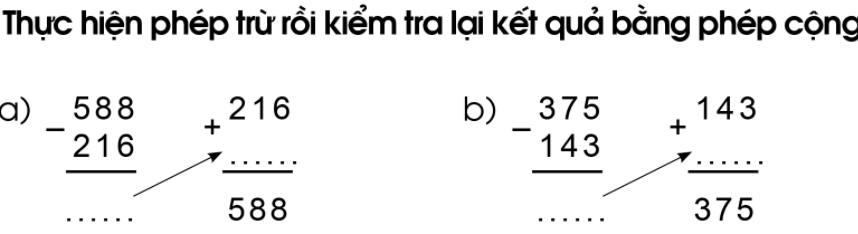 Thực hiện phép trừ rồi kiểm tra lại kết quả bằng phép cộng
a) 588 + 216 b) 375 + 143
− 216 ...... − 143 ......
...... 588 ...... 375